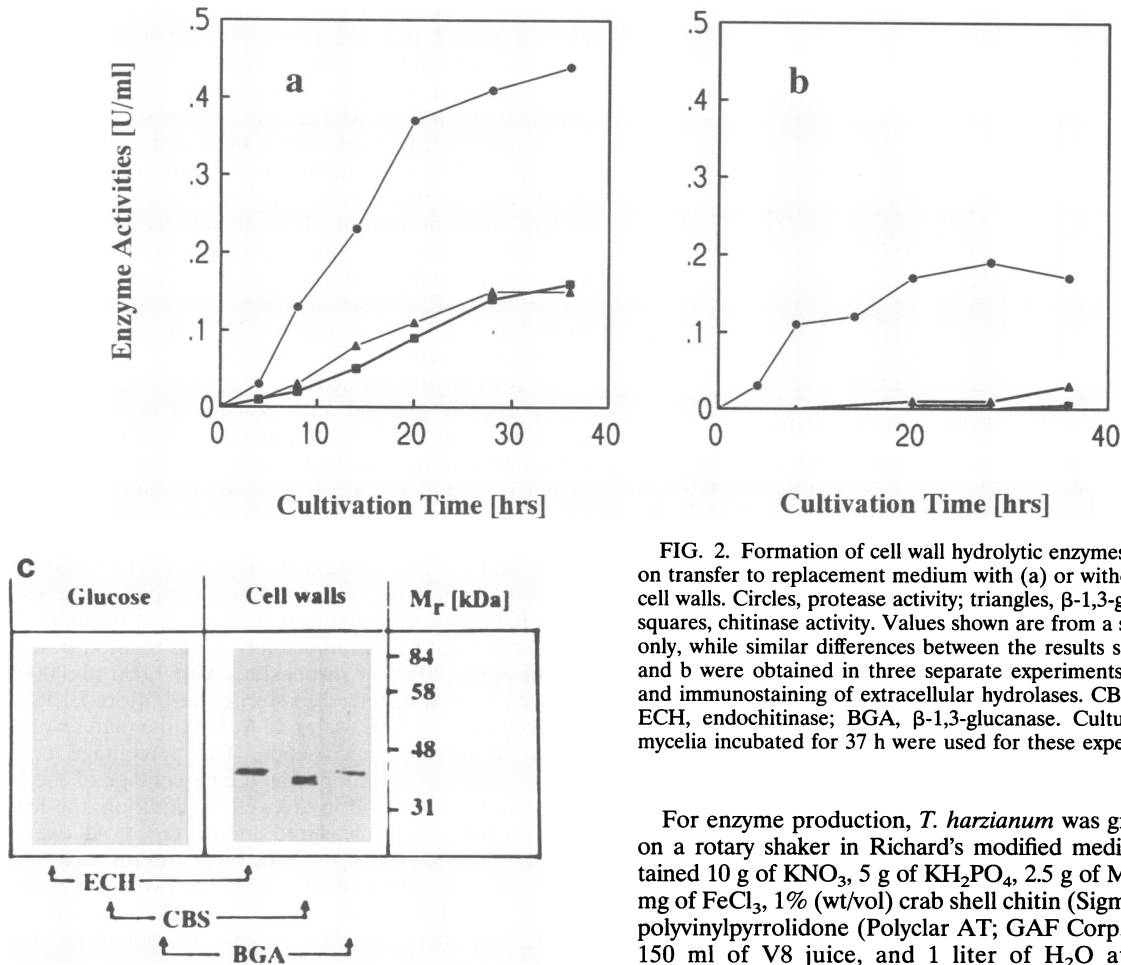 .5
.4
.3
.2
.1
0
0 10 20 30 40
Enzyme Activities [U/ml]
a
Cultivation Time [hrs]
.5
.4
.3
.2
.1
0
0 20 40
b
Cultivation Time [hrs]
c
Glucose Cell walls Mr [kDa]
84
58
48
31
ECH
CBS
BGA
FIG. 2. Formation of cell wall hydrolytic enzymes
on transfer to replacement medium with (a) or witho
cell walls. Circles, protease activity; triangles, β-1,3-g
squares, chitinase activity. Values shown are from a s
only, while similar differences between the results s
and b were obtained in three separate experiments
and immunostaining of extracellular hydrolases. CB
ECH, endochitinase; BGA, β-1,3-glucanase. Cultu
mycelia incubated for 37 h were used for these expe
For enzyme production, T. harzianum was g
on a rotary shaker in Richard's modified medi
tained 10 g of KNO₃, 5 g of KH₂PO₄, 2.5 g of M
mg of FeCl₃, 1% (wt/vol) crab shell chitin (Sigm
polyvinylpyrrolidone (Polyclar AT; GAF Corp.
150 ml of V8 juice, and 1 liter of H₂O a